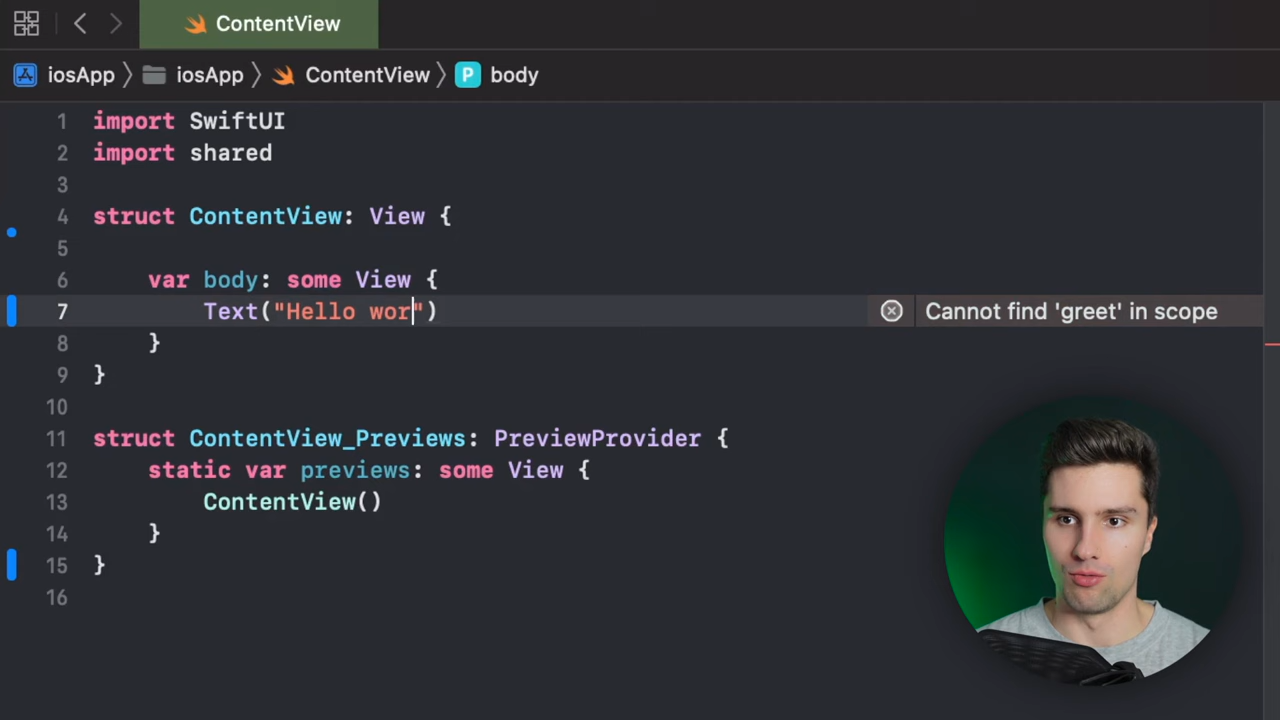 ContentView
iosApp iosApp ContentView P body
1 import SwiftUI
2 import shared
3
4 struct ContentView: View {
5
6 var body: some View {
7 Text("Hello wor") Cannot find 'greet' in scope
8 }
9 }
10
11 struct ContentView_Previews: PreviewProvider {
12 static var previews: some View {
13 ContentView()
14 }
15 }
16